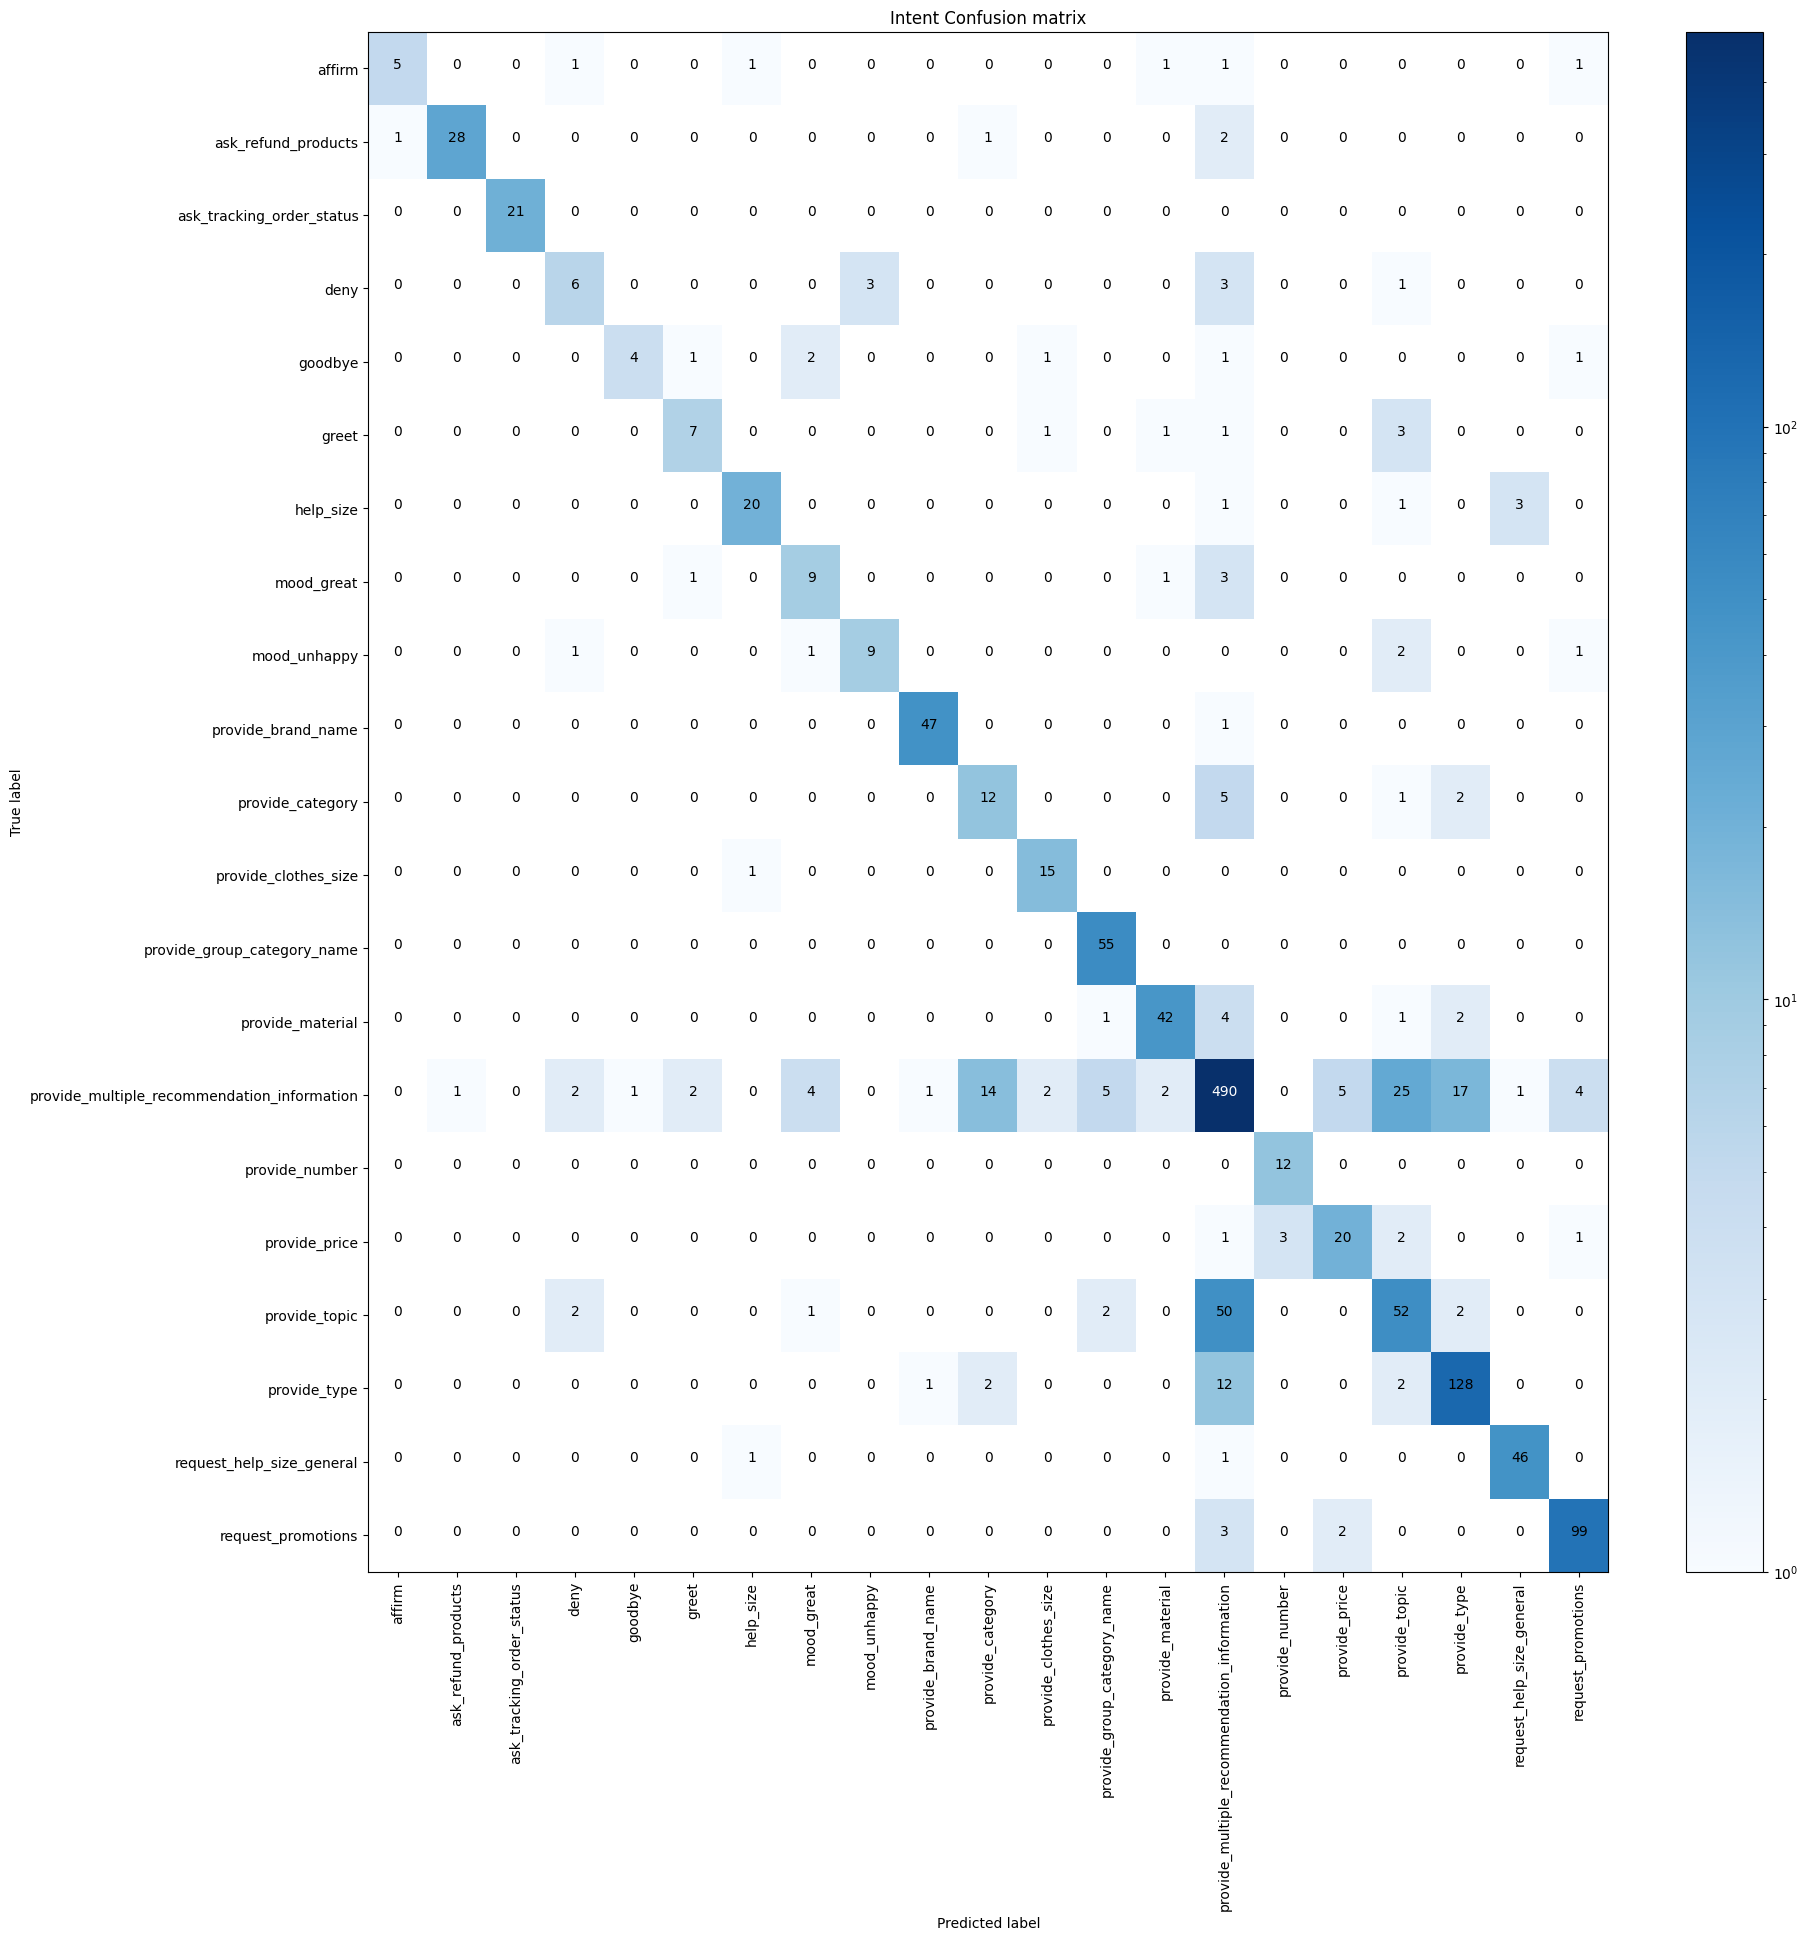 Intent Confusion matrix
affirm 5 0 0 1 0 0 1 0 0 0 0 0 0 1 1 0 0 0 0 0 1
ask_refund_products 1 28 0 0 0 0 0 0 0 0 1 0 0 0 2 0 0 0 0 0 0
ask_tracking_order_status 0 0 21 0 0 0 0 0 0 0 0 0 0 0 0 0 0 0 0 0 0
deny 0 0 0 6 0 0 0 0 3 0 0 0 0 0 3 0 0 1 0 0 0
goodbye 0 0 0 0 4 1 0 2 0 0 0 1 0 0 1 0 0 0 0 0 1
greet 0 0 0 0 0 7 0 0 0 0 0 1 0 1 1 0 0 3 0 0 0
help_size 0 0 0 0 0 0 20 0 0 0 0 0 0 0 1 0 0 1 0 3 0
mood_great 0 0 0 0 0 1 0 9 0 0 0 0 0 1 3 0 0 0 0 0 0
mood_unhappy 0 0 0 1 0 0 0 1 9 0 0 0 0 0 0 0 0 2 0 0 1
provide_brand_name 0 0 0 0 0 0 0 0 0 47 0 0 0 0 1 0 0 0 0 0 0
provide_category 0 0 0 0 0 0 0 0 0 0 12 0 0 0 5 0 0 1 2 0 0
provide_clothes_size 0 0 0 0 0 0 1 0 0 0 0 15 0 0 0 0 0 0 0 0 0
provide_group_category_name 0 0 0 0 0 0 0 0 0 0 0 0 55 0 0 0 0 0 0 0 0
provide_material 0 0 0 0 0 0 0 0 0 0 0 0 1 42 4 0 0 1 2 0 0
provide_multiple_recommendation_information 0 1 0 2 1 2 0 4 0 1 14 2 5 2 490 0 5 25 17 1 4
provide_number 0 0 0 0 0 0 0 0 0 0 0 0 0 0 0 12 0 0 0 0 0
provide_price 0 0 0 0 0 0 0 0 0 0 0 0 0 0 1 3 20 2 0 0 1
provide_topic 0 0 0 2 0 0 0 1 0 0 0 0 2 0 50 0 0 52 2 0 0
provide_type 0 0 0 0 0 0 0 0 0 1 2 0 0 0 12 0 0 2 128 0 0
request_help_size_general 0 0 0 0 0 0 1 0 0 0 0 0 0 0 1 0 0 0 0 46 0
request_promotions 0 0 0 0 0 0 0 0 0 0 0 0 0 0 3 0 2 0 0 0 99
True label
affirm
ask_refund_products
ask_tracking_order_status
deny
goodbye
greet
help_size
mood_great
mood_unhappy
provide_brand_name
provide_category
provide_clothes_size
provide_group_category_name
provide_material
provide_multiple_recommendation_information
provide_number
provide_price
provide_topic
provide_type
request_help_size_general
request_promotions
Predicted label
10²
10¹
10⁰